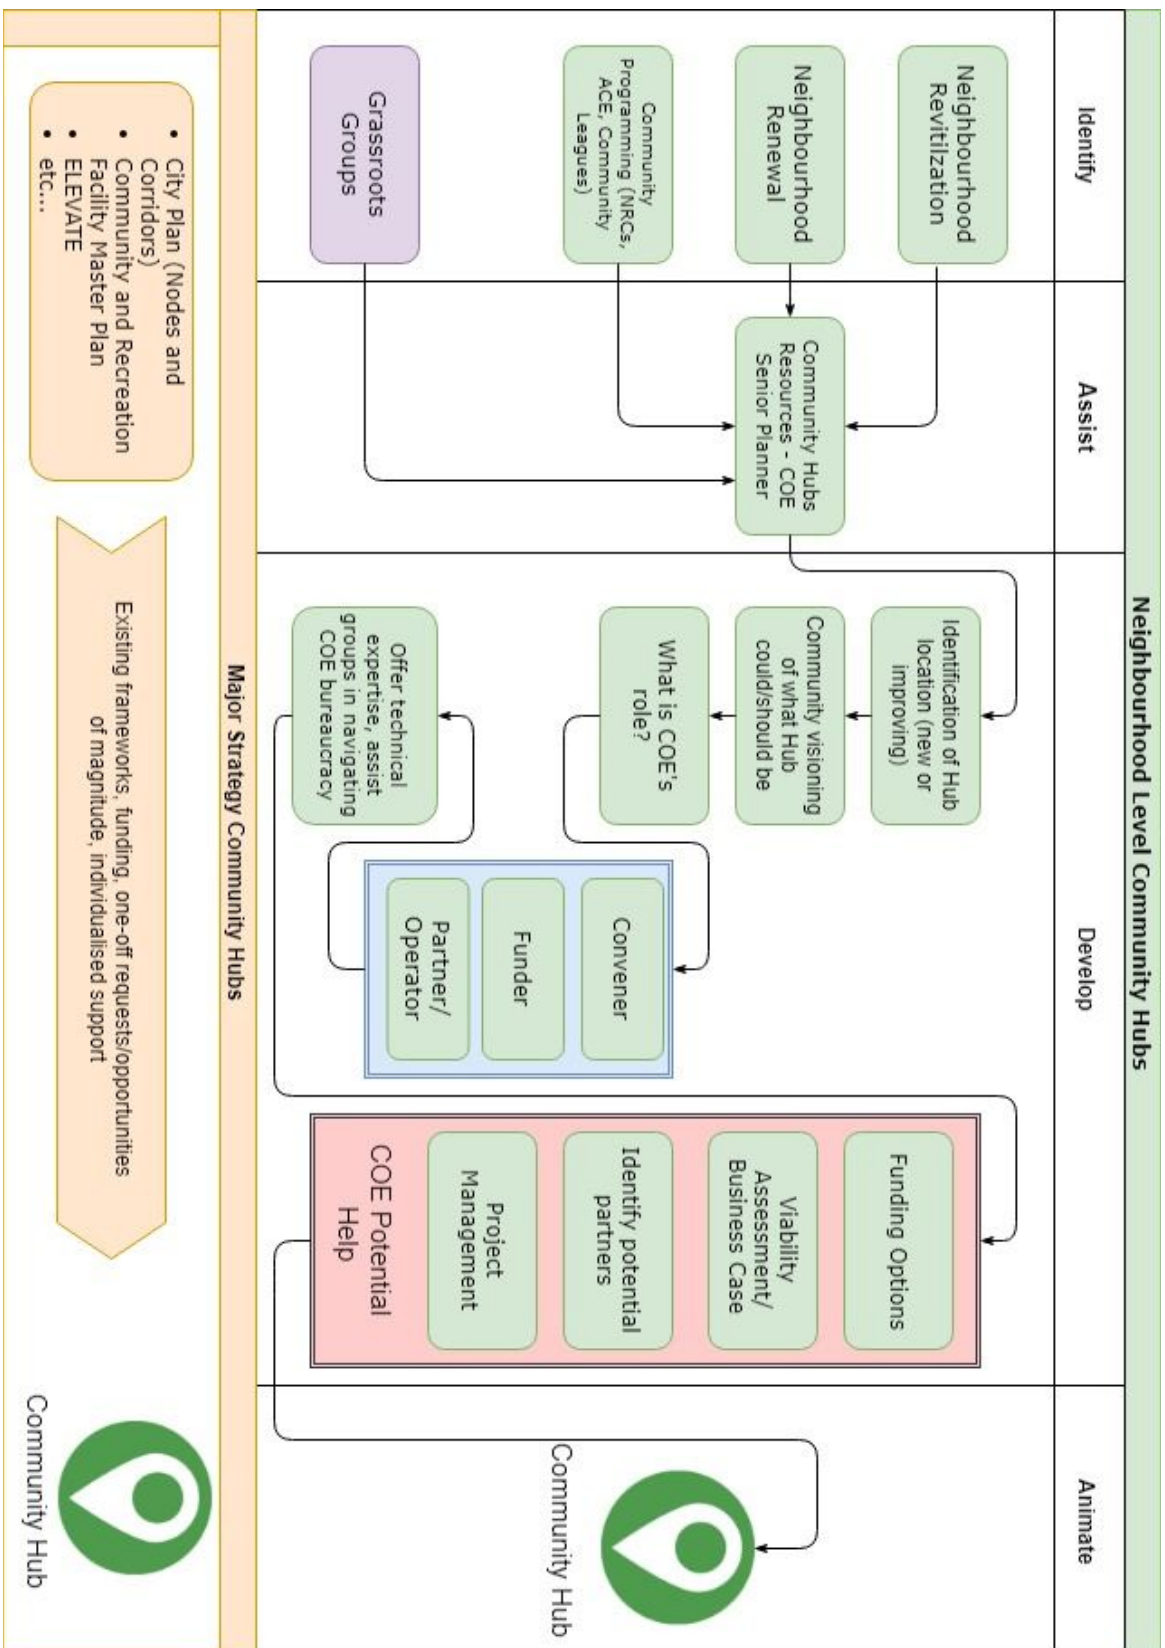 Neighbourhood Level Community Hubs
Identify
Assist
Develop
Animate
Neighbourhood
Revitilzation
Neighbourhood
Renewal
Community
Programming (NRCs,
ACE, Community
Leagues)
Grassroots
Groups
Community Hubs
Resources - COE
Senior Planner
Identification of Hub
location (new or
improving)
Community visioning
of what Hub
could/should be
What is COE's
role?
Offer technical
expertise, assist
groups in navigating
COE bureaucracy
Convener
Funder
Partner/
Operator
Funding Options
Viability
Assessment/
Business Case
Identify potential
partners
Project
Management
COE Potential
Help
Community Hub
Major Strategy Community Hubs
• City Plan (Nodes and
Corridors)
• Community and Recreation
Facility Master Plan
• ELEVATE
• etc...
Existing frameworks, funding, one-off requests/opportunities
of magnitude, individualised support
Community Hub